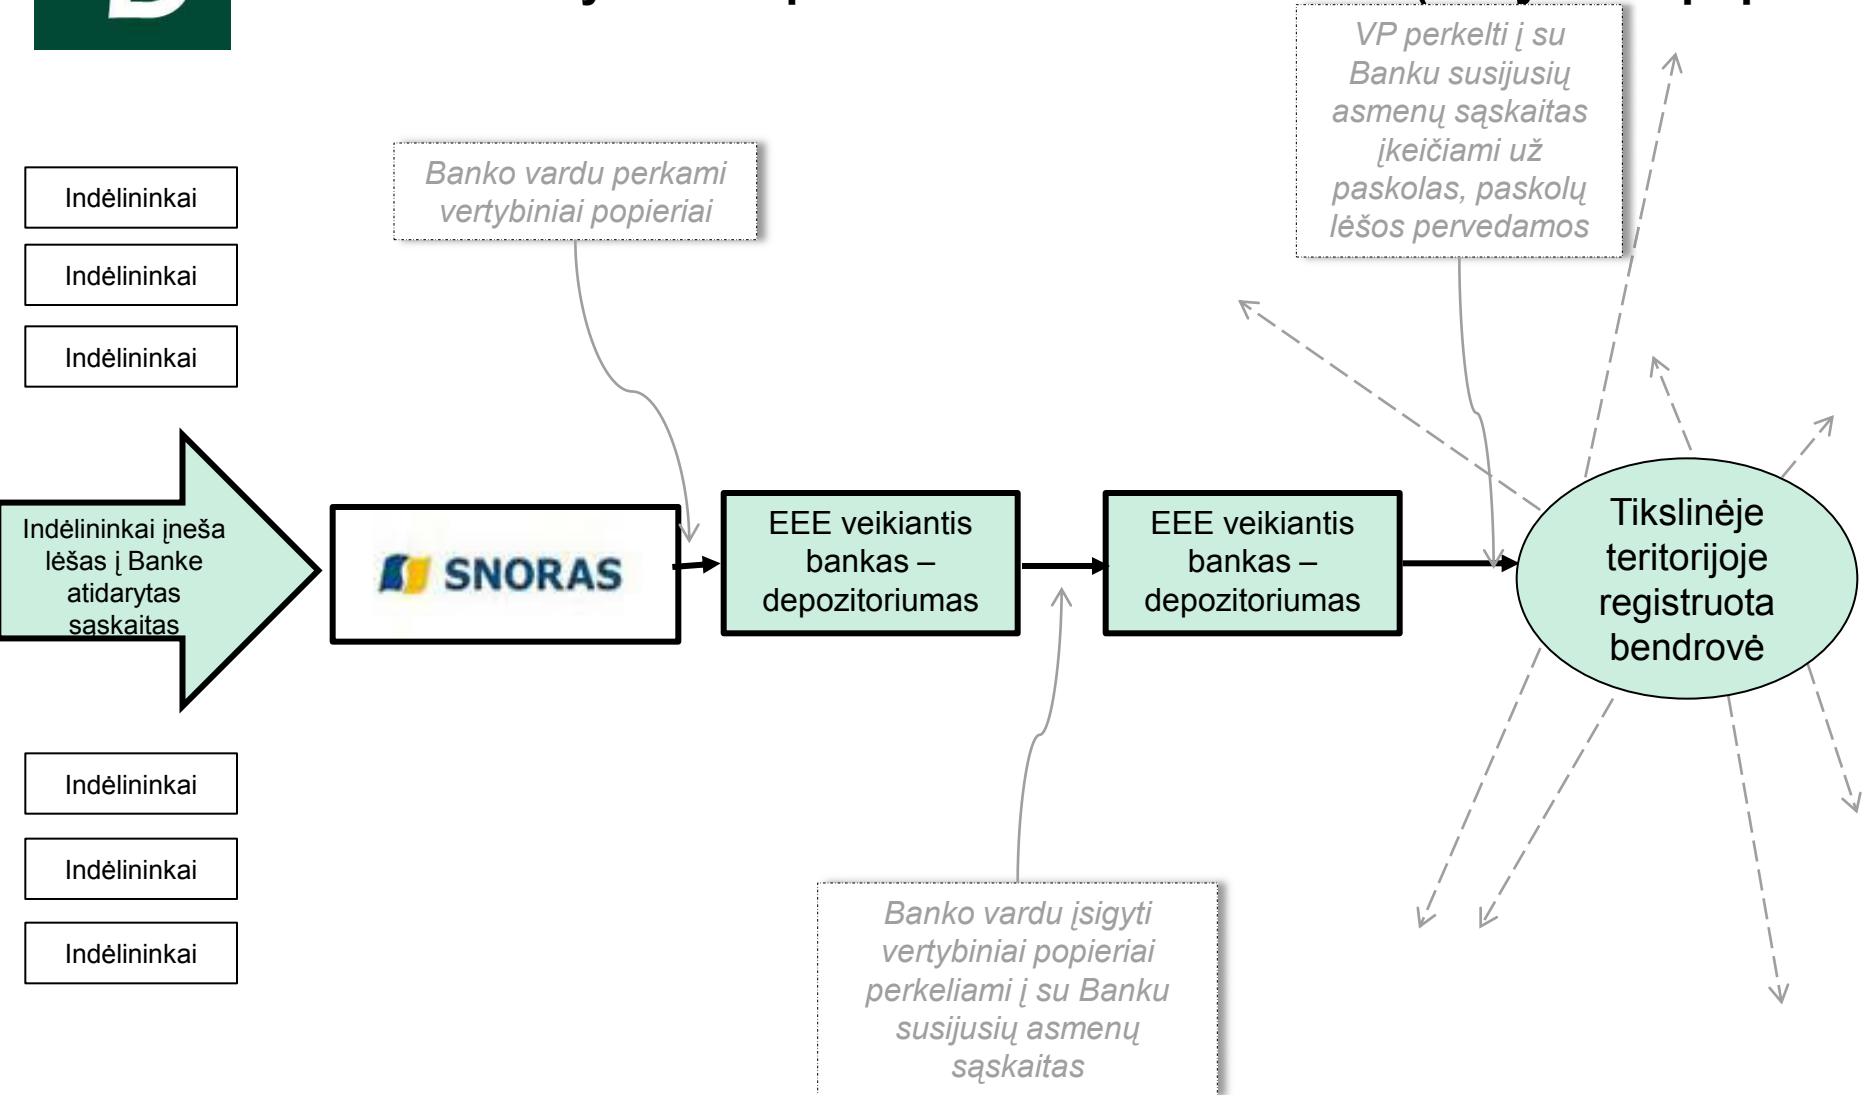 VP perkelti į su
Banku susijusių
asmenų sąskaitas
įkeičiami už
paskolas, paskolų
lėšos pervedamos
Banko vardu perkami
vertybiniai popieriai
Indėlininkai
Indėlininkai
Indėlininkai
Indėlininkai įneša
lėšas į Banke
atidarytas
sąskaitas
SNORAS
EEE veikiantis
bankas –
depozitoriumas
EEE veikiantis
bankas –
depozitoriumas
Tikslinėje
teritorijoje
registruota
bendrovė
Indėlininkai
Indėlininkai
Indėlininkai
Banko vardu įsigyti
vertybiniai popieriai
perkeliami į su Banku
susijusių asmenų
sąskaitas